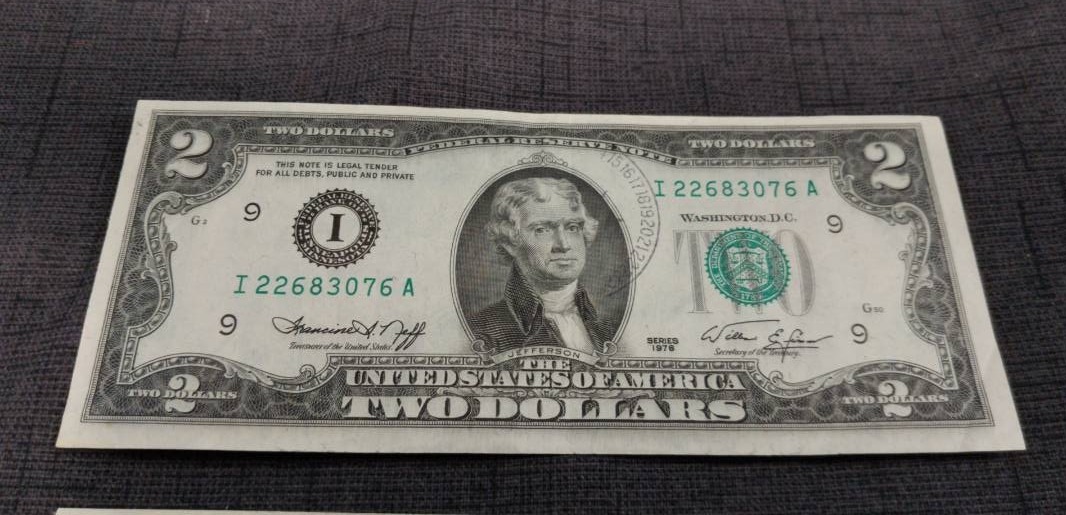 2 TWO DOLLARS FEDERAL RESERVE NOTE TWO DOLLARS 2
THIS NOTE IS LEGAL TENDER
FOR ALL DEBTS, PUBLIC AND PRIVATE
I 22683076 A
WASHINGTON, D.C.
9 9
I
TWO
I 22683076 A
9 9
Francine I. Neff
Treasurer of the United States.
SERIES
1976
Secretary of the Treasury.
JEFFERSON
THE
UNITED STATES OF AMERICA
TWO DOLLARS 2 TWO DOLLARS 2 TWO DOLLARS